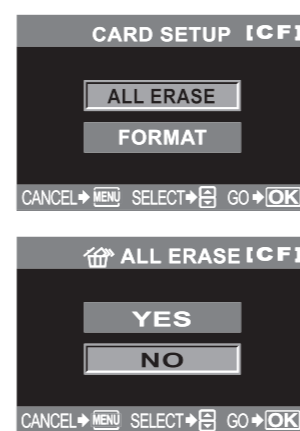 CARD SETUP [CF]
ALL ERASE
FORMAT
CANCEL➜MENU SELECT➜ GO➜OK
ALL ERASE [CF]
YES
NO
CANCEL➜MENU SELECT➜ GO➜OK